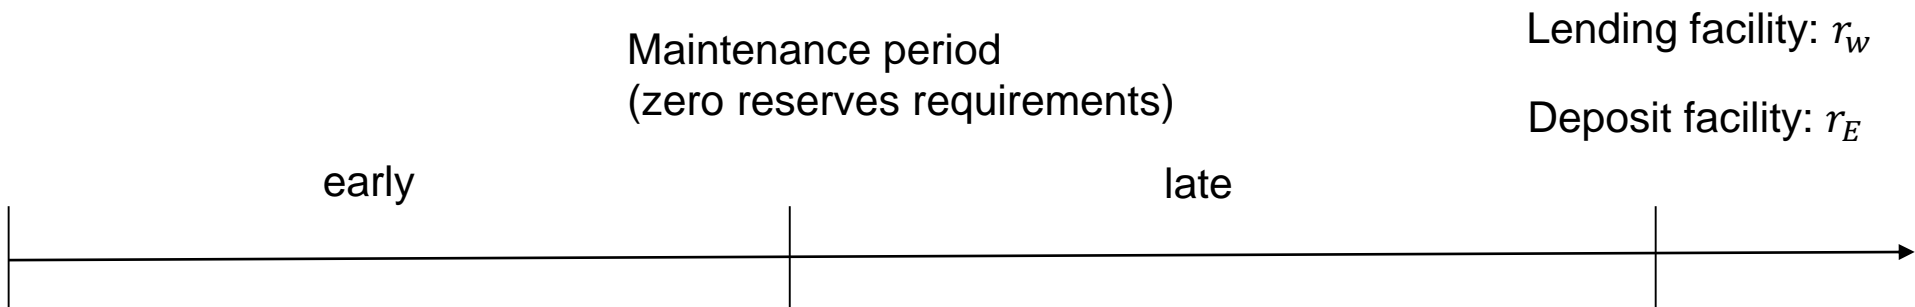 Maintenance period
(zero reserves requirements)
Lending facility: r_w
Deposit facility: r_E
early
late